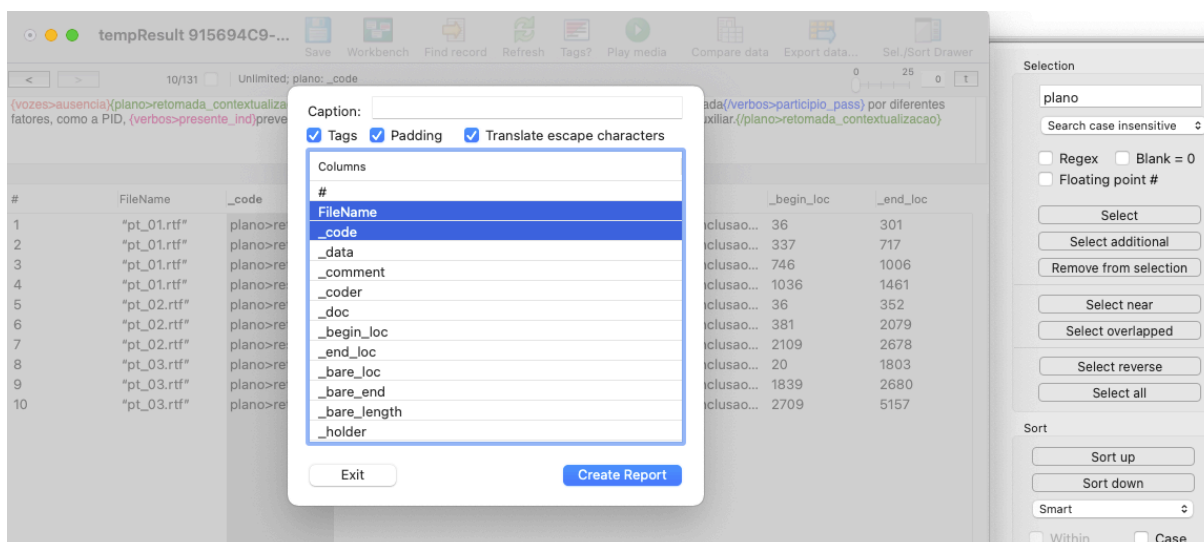 tempResult 915694C9-...
Save Workbench Find record Refresh Tags? Play media Compare data Export data... Sel./Sort Drawer
< > 10/131 Unlimited; plano: _code 0 25 0 t
{vozes>ausencia}{plano>retomada_contextualiza ada{/verbos>participio_pass} por diferentes
fatores, como a PID, {verbos>presente_ind}preve uxiliar.{/plano>retomada_contextualizacao}
Caption:
Tags Padding Translate escape characters
Columns
#
FileName
_code
_data
_comment
_coder
_doc
_begin_loc
_end_loc
_bare_loc
_bare_end
_bare_length
_holder
Exit Create Report
# FileName _code _begin_loc _end_loc
1 "pt_01.rtf" plano>re nclusao... 36 301
2 "pt_01.rtf" plano>re nclusao... 337 717
3 "pt_01.rtf" plano>re nclusao... 746 1006
4 "pt_01.rtf" plano>re nclusao... 1036 1461
5 "pt_02.rtf" plano>re nclusao... 36 352
6 "pt_02.rtf" plano>re nclusao... 381 2079
7 "pt_02.rtf" plano>re nclusao... 2109 2678
8 "pt_03.rtf" plano>re nclusao... 20 1803
9 "pt_03.rtf" plano>re nclusao... 1839 2680
10 "pt_03.rtf" plano>re nclusao... 2709 5157
Selection
plano
Search case insensitive
Regex Blank = 0
Floating point #
Select
Select additional
Remove from selection
Select near
Select overlapped
Select reverse
Select all
Sort
Sort up
Sort down
Smart
Within Case